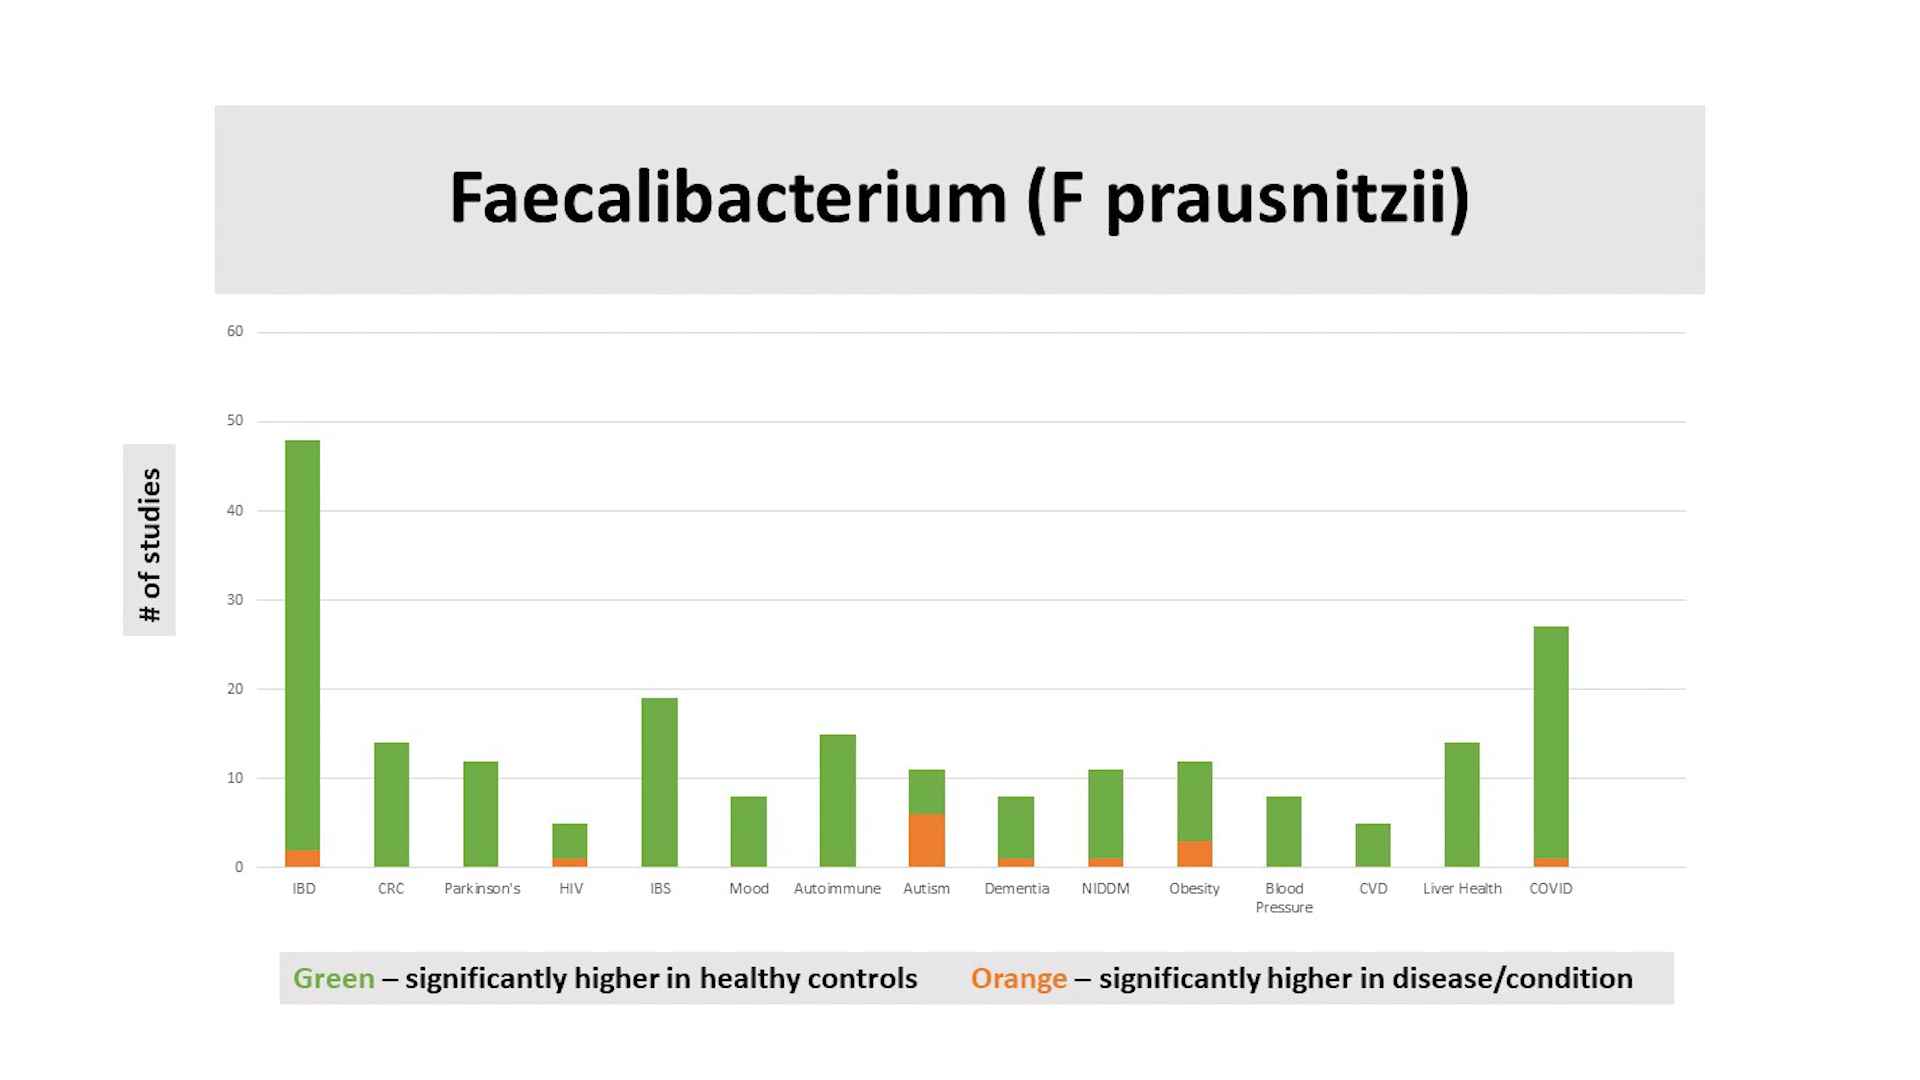 Faecalibacterium (F prausnitzii)
60
50
40
30
20
10
0
# of studies
IBD CRC Parkinson's HIV IBS Mood Autoimmune Autism Dementia NIDDM Obesity Blood Pressure CVD Liver Health COVID
Green – significantly higher in healthy controls Orange – significantly higher in disease/condition